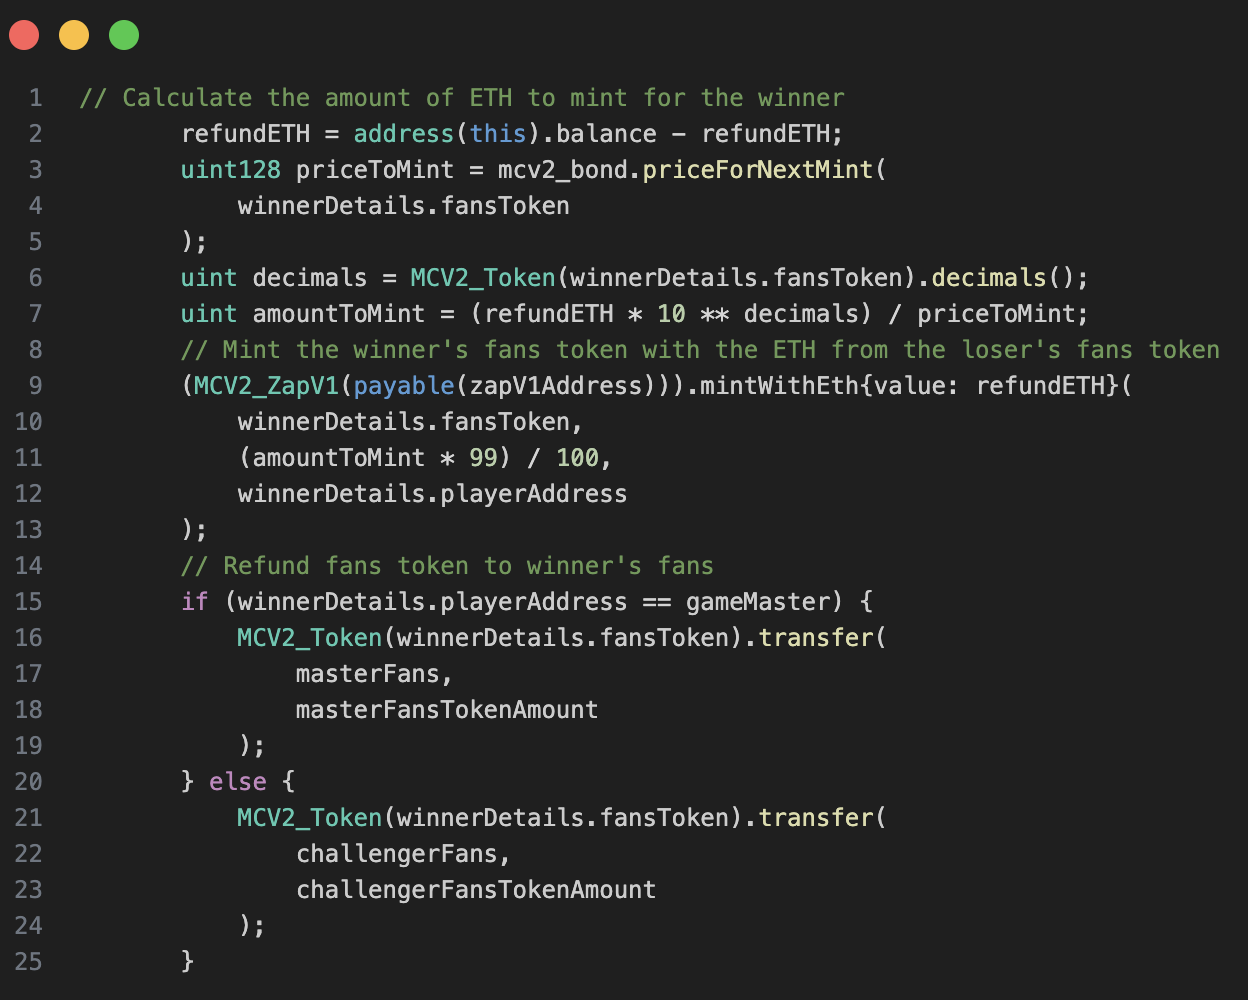 1 // Calculate the amount of ETH to mint for the winner
2 refundETH = address(this).balance - refundETH;
3 uint128 priceToMint = mcv2_bond.priceForNextMint(
4 winnerDetails.fansToken
5 );
6 uint decimals = MCV2_Token(winnerDetails.fansToken).decimals();
7 uint amountToMint = (refundETH * 10 ** decimals) / priceToMint;
8 // Mint the winner's fans token with the ETH from the loser's fans token
9 (MCV2_ZapV1(payable(zapV1Address))).mintWithEth{value: refundETH}(
10 winnerDetails.fansToken,
11 (amountToMint * 99) / 100,
12 winnerDetails.playerAddress
13 );
14 // Refund fans token to winner's fans
15 if (winnerDetails.playerAddress == gameMaster) {
16 MCV2_Token(winnerDetails.fansToken).transfer(
17 masterFans,
18 masterFansTokenAmount
19 );
20 } else {
21 MCV2_Token(winnerDetails.fansToken).transfer(
22 challengerFans,
23 challengerFansTokenAmount
24 );
25 }